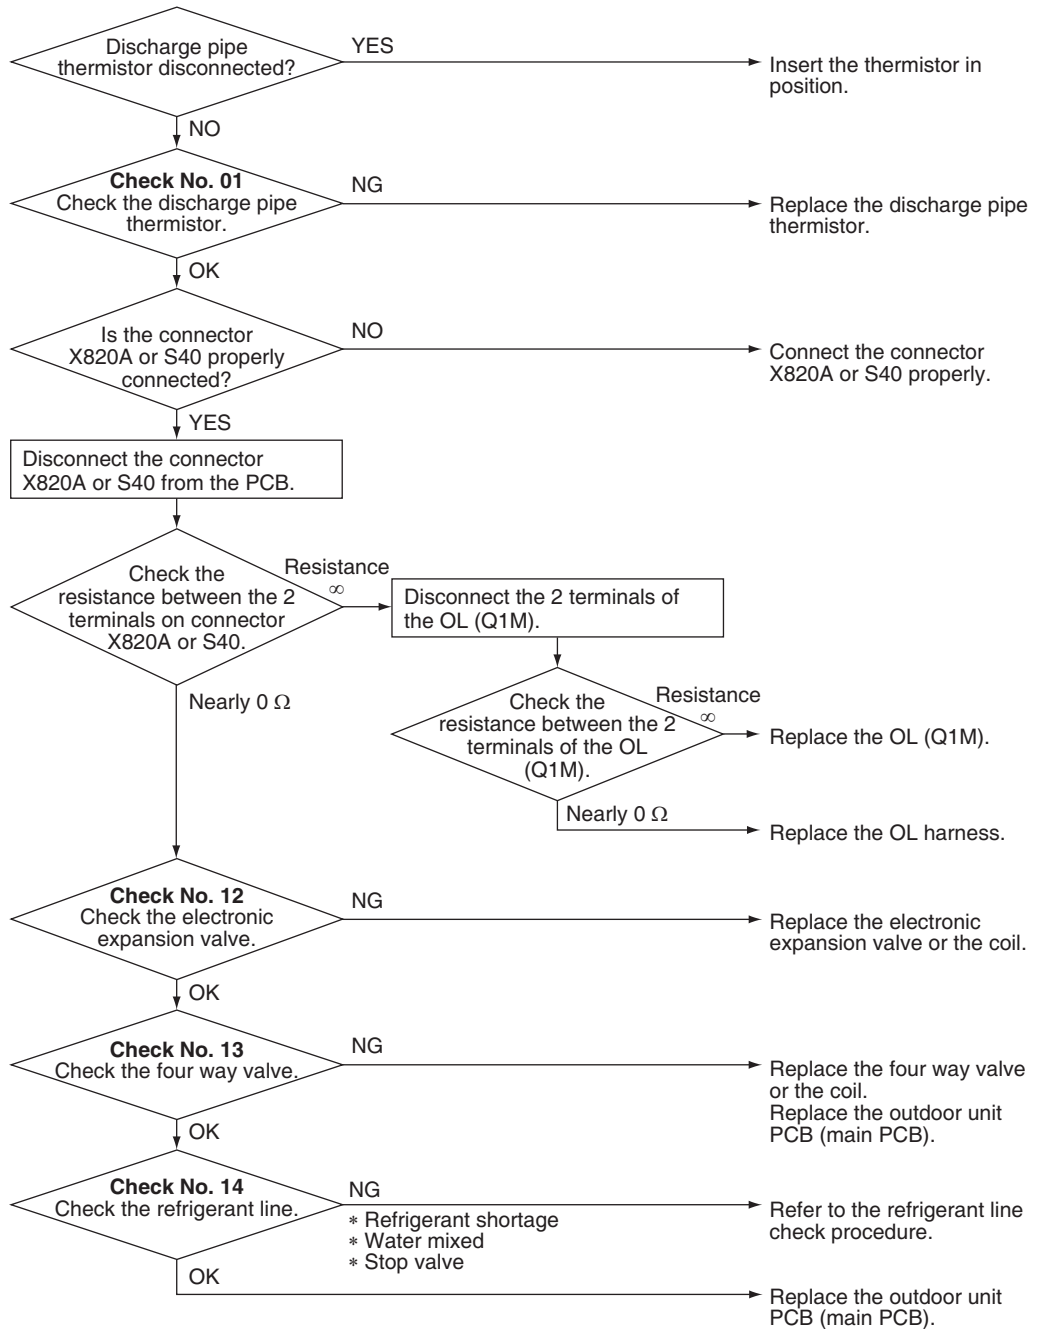 Discharge pipe
thermistor disconnected?
YES
Insert the thermistor in
position.
NO
Check No. 01
Check the discharge pipe
thermistor.
NG
Replace the discharge pipe
thermistor.
OK
Is the connector
X820A or S40 properly
connected?
NO
Connect the connector
X820A or S40 properly.
YES
Disconnect the connector
X820A or S40 from the PCB.
Check the
resistance between the 2
terminals on connector
X820A or S40.
Resistance
∞
Disconnect the 2 terminals of
the OL (Q1M).
Nearly 0 Ω
Check the
resistance between the 2
terminals of the OL
(Q1M).
Resistance
∞
Replace the OL (Q1M).
Nearly 0 Ω
Replace the OL harness.
Check No. 12
Check the electronic
expansion valve.
NG
Replace the electronic
expansion valve or the coil.
OK
Check No. 13
Check the four way valve.
NG
Replace the four way valve
or the coil.
Replace the outdoor unit
PCB (main PCB).
OK
Check No. 14
Check the refrigerant line.
NG
∗ Refrigerant shortage
∗ Water mixed
∗ Stop valve
Refer to the refrigerant line
check procedure.
OK
Replace the outdoor unit
PCB (main PCB).